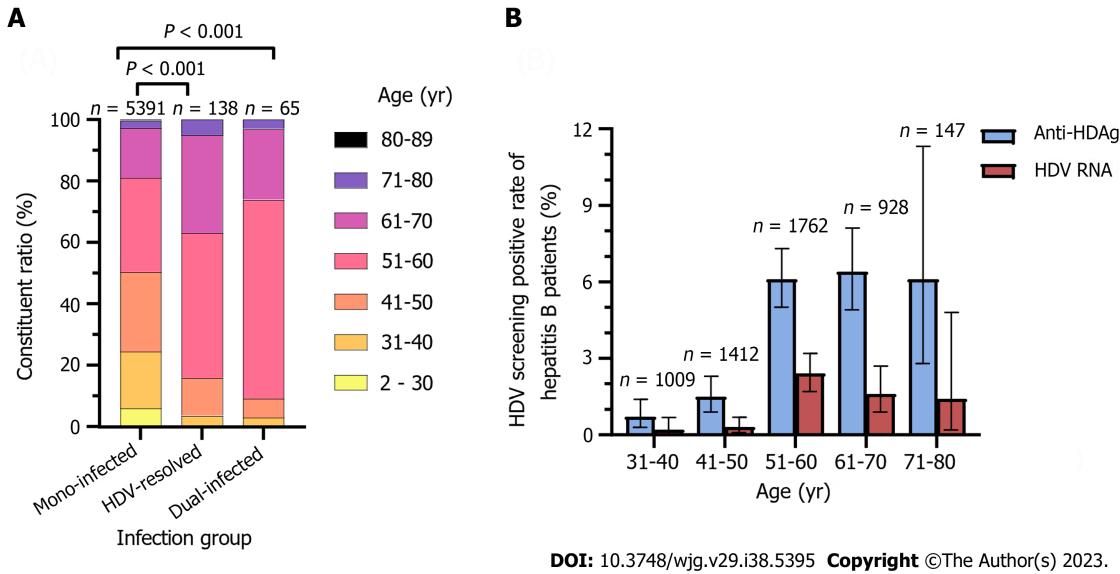 A
P < 0.001
P < 0.001
n = 5391 n = 138 n = 65
Constituent ratio (%)
100
80
60
40
20
0
Mono-infected
HDV-resolved
Dual-infected
Infection group
Age (yr)
80-89
71-80
61-70
51-60
41-50
31-40
2 - 30
B
(A)
(B)
HDV screening positive rate of
hepatitis B patients (%)
12
9
6
3
0
n = 1009
n = 1412
n = 1762
n = 928
n = 147
31-40 41-50 51-60 61-70 71-80
Age (yr)
Anti-HDAg
HDV RNA
DOI: 10.3748/wjg.v29.i38.5395 Copyright ©The Author(s) 2023.